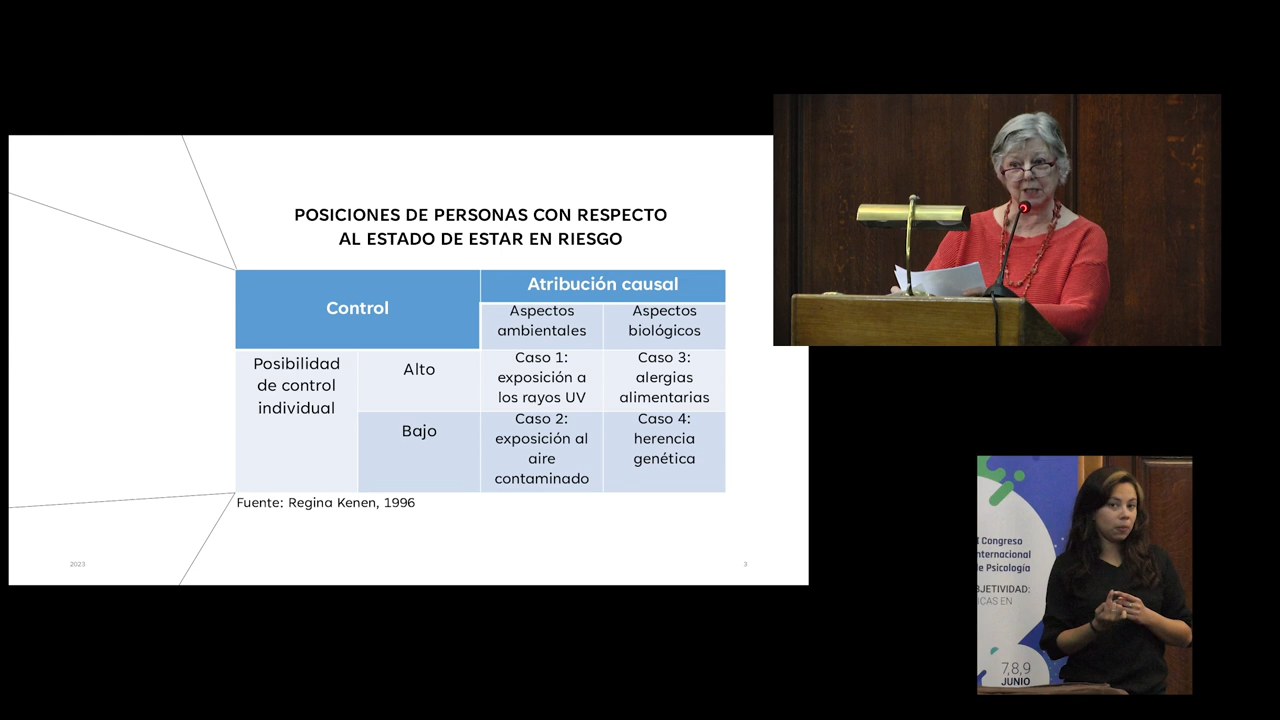 POSICIONES DE PERSONAS CON RESPECTO
AL ESTADO DE ESTAR EN RIESGO
Control
Atribución causal
Aspectos
ambientales
Aspectos
biológicos
Posibilidad
de control
individual
Alto
Caso 1:
exposición a
los rayos UV
Caso 3:
alergias
alimentarias
Bajo
Caso 2:
exposición al
aire
contaminado
Caso 4:
herencia
genética
Fuente: Regina Kenen, 1996
2023
3
I Congreso
nternacional
e Psicología
BJETIVIDAD:
ICAS EN
7,8,9
JUNIO